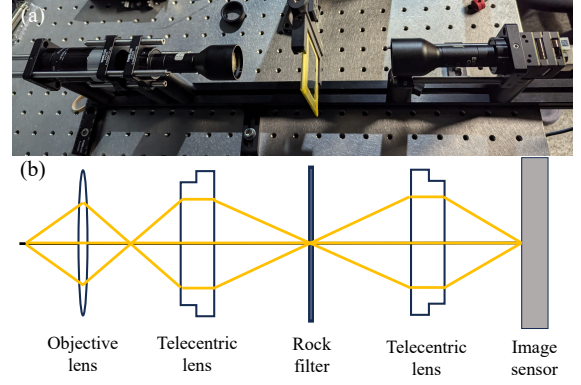 (a)
(b)
Objective
lens
Telecentric
lens
Rock
filter
Telecentric
lens
Image
sensor